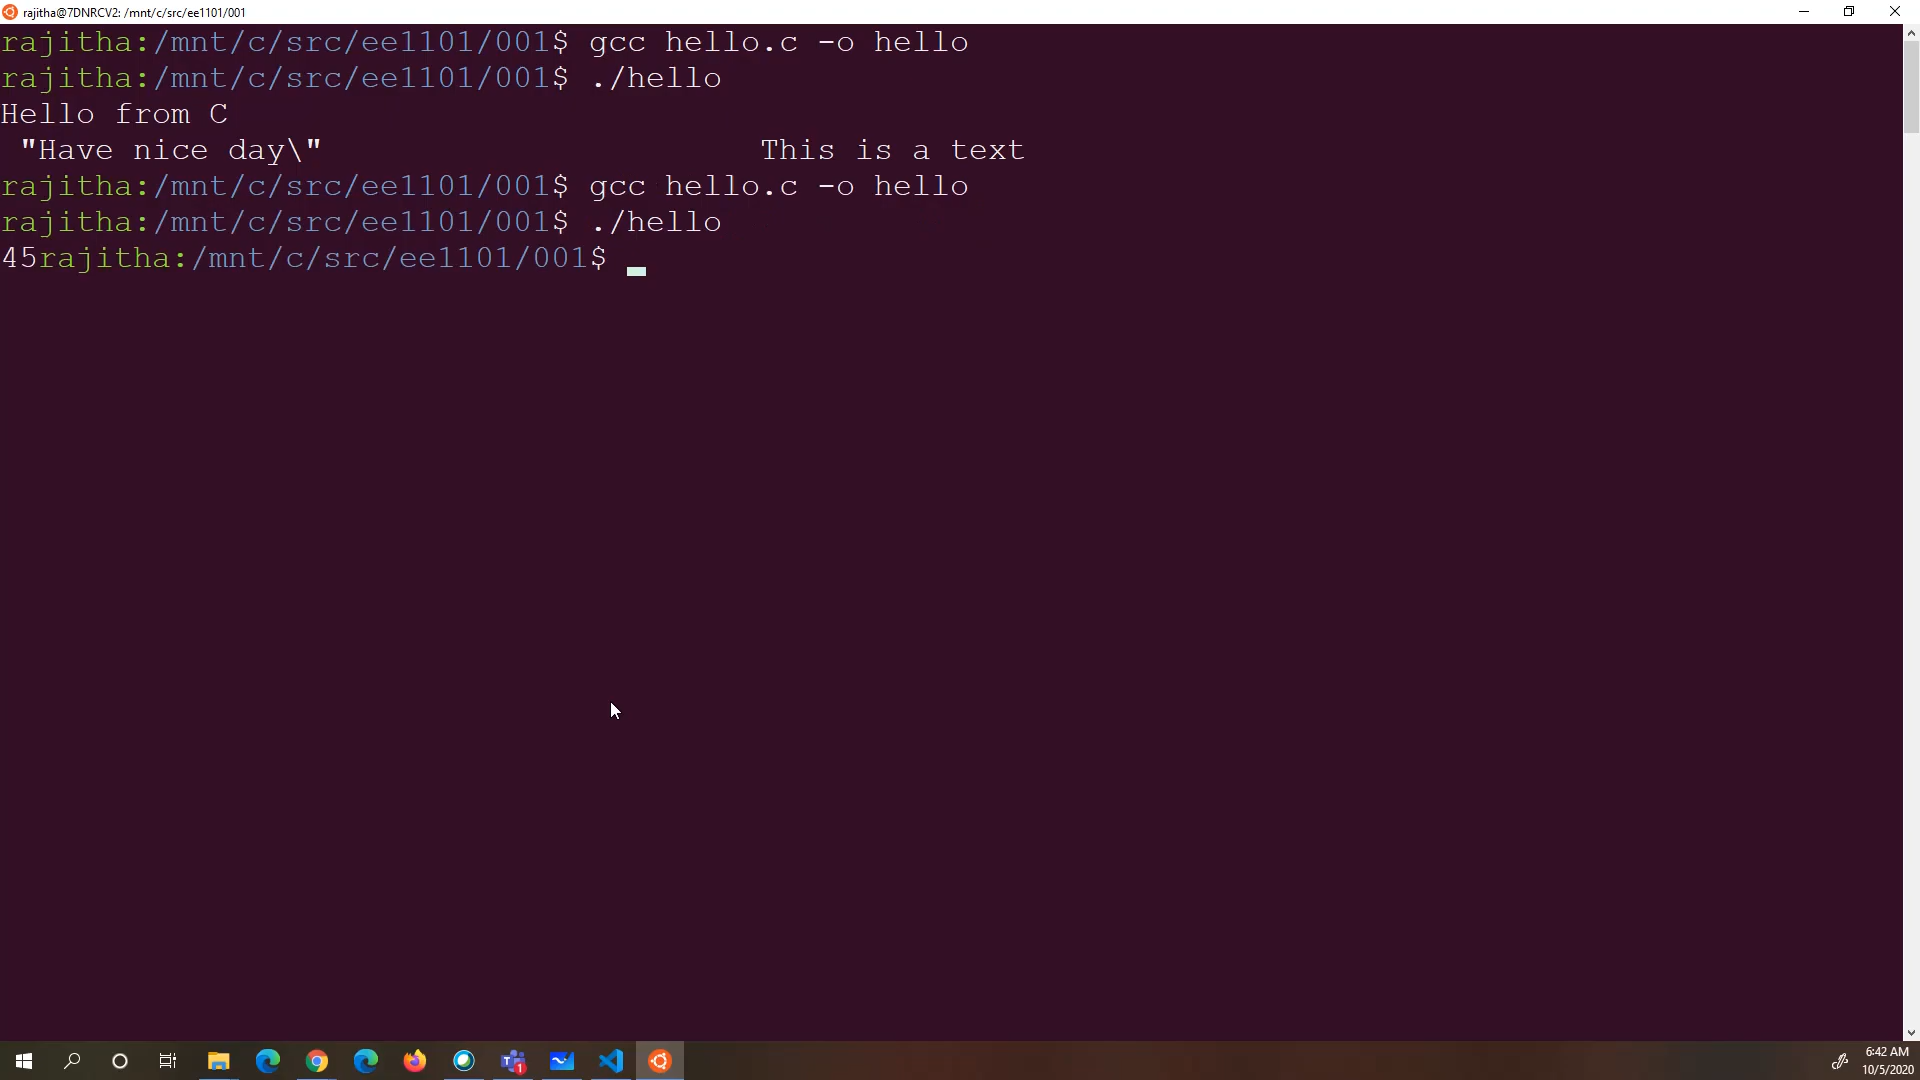 rajitha@7DNRCV2: /mnt/c/src/ee1101/001
rajitha:/mnt/c/src/ee1101/001$ gcc hello.c -o hello
rajitha:/mnt/c/src/ee1101/001$ ./hello
Hello from C
 "Have nice day\"                       This is a text
rajitha:/mnt/c/src/ee1101/001$ gcc hello.c -o hello
rajitha:/mnt/c/src/ee1101/001$ ./hello
45rajitha:/mnt/c/src/ee1101/001$
1
6:42 AM
10/5/2020